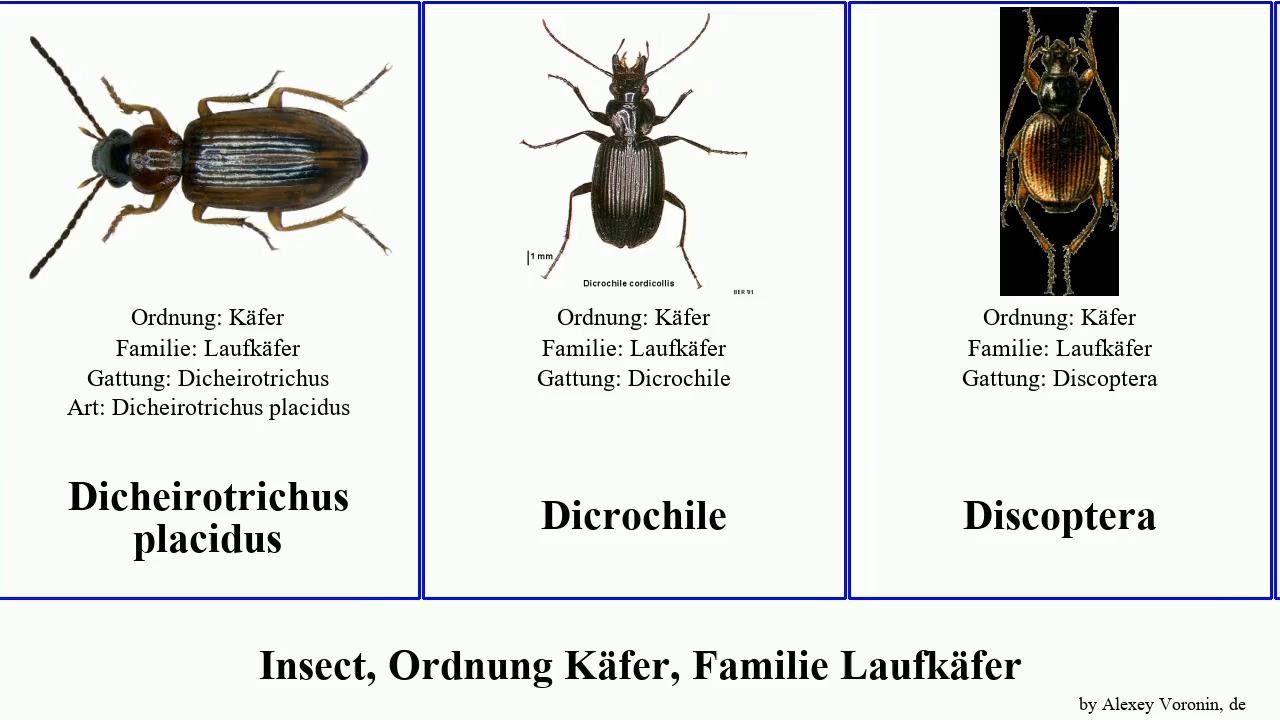 1 mm
Dicrochile cordicollis
BER '91
Ordnung: Käfer
Familie: Laufkäfer
Gattung: Dicheirotrichus
Art: Dicheirotrichus placidus
Dicheirotrichus
placidus
Ordnung: Käfer
Familie: Laufkäfer
Gattung: Dicrochile
Dicrochile
Ordnung: Käfer
Familie: Laufkäfer
Gattung: Discoptera
Discoptera
Insect, Ordnung Käfer, Familie Laufkäfer
by Alexey Voronin, de